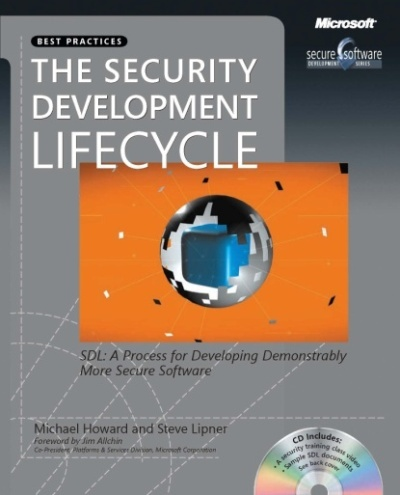 Microsoft
BEST PRACTICES
secure software
DEVELOPMENT SERIES
THE SECURITY
DEVELOPMENT
LIFECYCLE
SDL: A Process for Developing Demonstrably
More Secure Software
Michael Howard and Steve Lipner
Foreword by Jim Allchin
Co-President Platforms & Services Division, Microsoft Corporation
CD Includes:
• A security training class video
• Sample SDL documents
See back cover